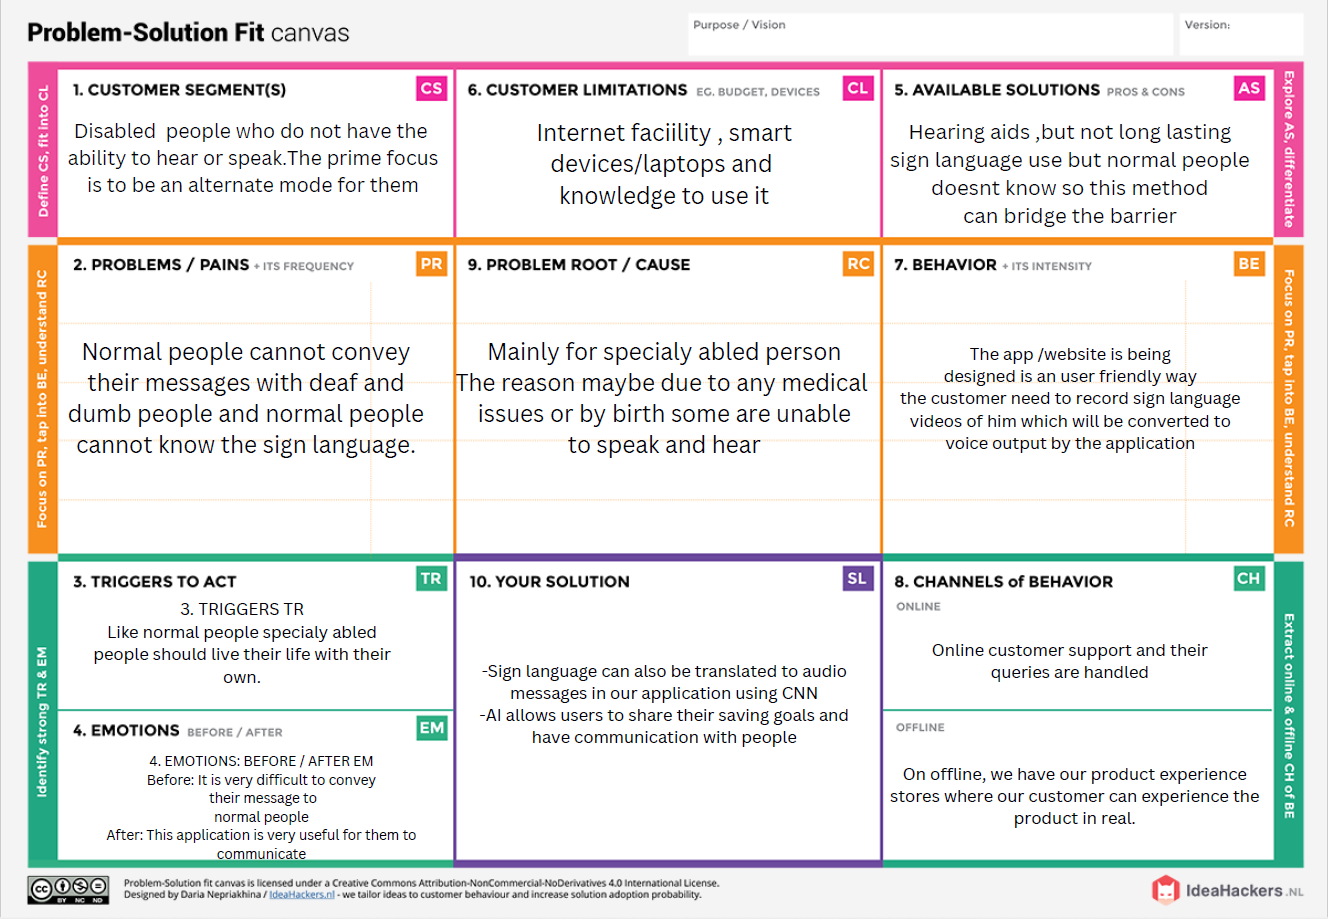 Problem-Solution Fit canvas
Purpose / Vision
Version:
Define CS, fit into CL
1. CUSTOMER SEGMENT(S)
CS
Disabled people who do not have the
ability to hear or speak.The prime focus
is to be an alternate mode for them
6. CUSTOMER LIMITATIONS EG. BUDGET, DEVICES
CL
Internet faciility , smart
devices/laptops and
knowledge to use it
5. AVAILABLE SOLUTIONS PROS & CONS
AS
Hearing aids ,but not long lasting
sign language use but normal people
doesnt know so this method
can bridge the barrier
Explore AS, differentiate
Focus on PR, tap into BE, understand RC
2. PROBLEMS / PAINS + ITS FREQUENCY
PR
Normal people cannot convey
their messages with deaf and
dumb people and normal people
cannot know the sign language.
9. PROBLEM ROOT / CAUSE
RC
Mainly for specialy abled person
The reason maybe due to any medical
issues or by birth some are unable
to speak and hear
7. BEHAVIOR + ITS INTENSITY
BE
The app /website is being
designed is an user friendly way
the customer need to record sign language
videos of him which will be converted to
voice output by the application
Focus on PR, tap into BE, understand RC
Identify strong TR & EM
3. TRIGGERS TO ACT
TR
3. TRIGGERS TR
Like normal people specialy abled
people should live their life with their
own.
4. EMOTIONS BEFORE / AFTER
EM
4. EMOTIONS: BEFORE / AFTER EM
Before: It is very difficult to convey
their message to
normal people
After: This application is very useful for them to
communicate
10. YOUR SOLUTION
SL
-Sign language can also be translated to audio
messages in our application using CNN
-AI allows users to share their saving goals and
have communication with people
8. CHANNELS of BEHAVIOR
CH
ONLINE
Online customer support and their
queries are handled
OFFLINE
On offline, we have our product experience
stores where our customer can experience the
product in real.
Extract online & offline CH of BE
CC
BY NC ND
Problem-Solution fit canvas is licensed under a Creative Commons Attribution-NonCommercial-NoDerivatives 4.0 International License.
Designed by Daria Nepriakhina / IdeaHackers.nl - we tailor ideas to customer behaviour and increase solution adoption probability.
IdeaHackers.NL